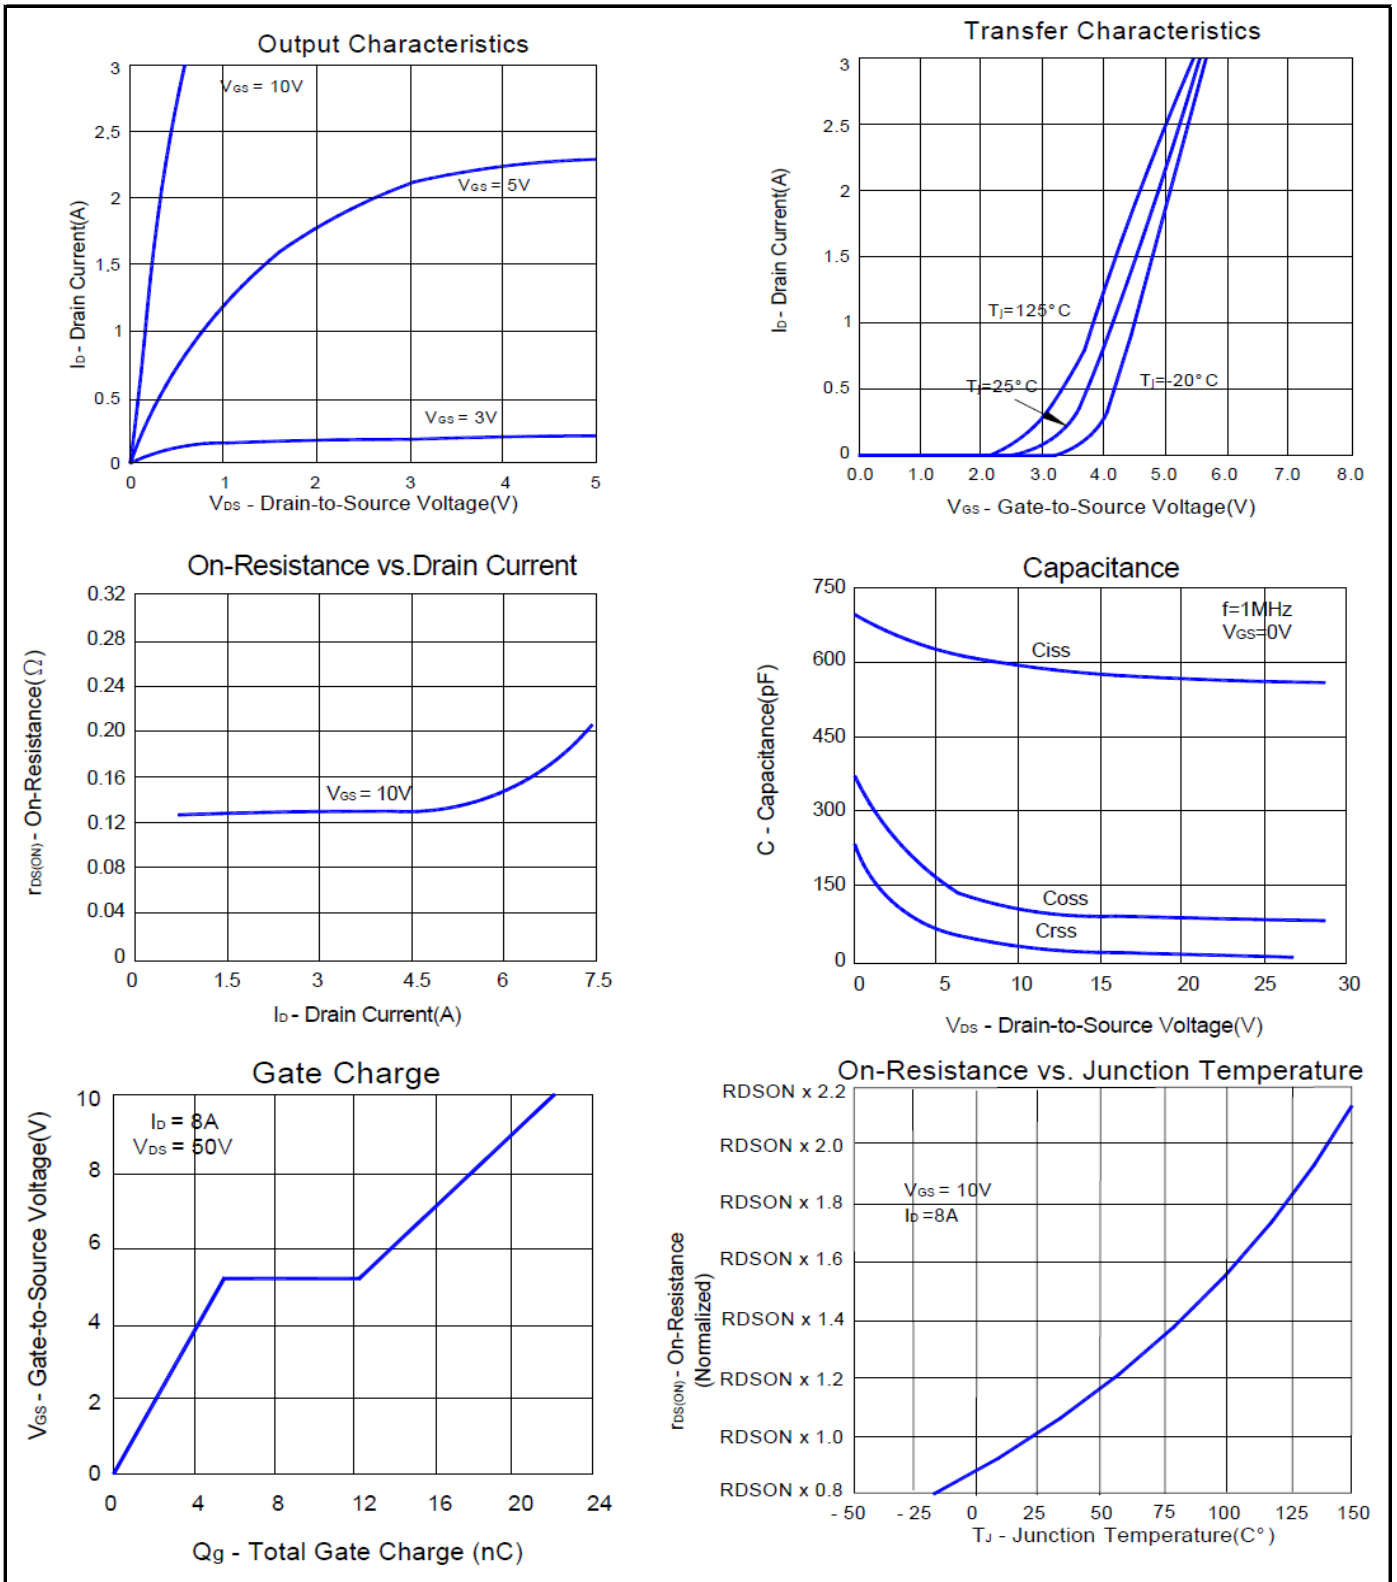 Output Characteristics
3
2,5
2
1,5
1
0.5
0
0 1 2 3 4 5
VGS = 10V
VGS = 5V
VGS = 3V
ID - Drain Current(A)
VDS - Drain-to-Source Voltage(V)
Transfer Characteristics
3
2.5
2
1.5
1
0.5
0
0.0 1.0 2.0 3.0 4.0 5.0 6.0 7.0 8.0
TJ=125°C
TJ=25°C
TJ=-20°C
ID - Drain Current(A)
VGS - Gate-to-Source Voltage(V)
On-Resistance vs.Drain Current
0.32
0.28
0.24
0.20
0.16
0.12
0.08
0.04
0
0 1.5 3 4.5 6 7.5
VGS = 10V
rDS(ON) - On-Resistance(Ω)
ID - Drain Current(A)
Capacitance
750
600
450
300
150
0
0 5 10 15 20 25 30
f=1MHz
VGS=0V
Ciss
Coss
Crss
C - Capacitance(pF)
VDS - Drain-to-Source Voltage(V)
Gate Charge
10
8
6
4
2
0
0 4 8 12 16 20 24
ID = 8A
VDS = 50V
VGS - Gate-to-Source Voltage(V)
Qg - Total Gate Charge (nC)
On-Resistance vs. Junction Temperature
RDSON x 2.2
RDSON x 2.0
RDSON x 1.8
RDSON x 1.6
RDSON x 1.4
RDSON x 1.2
RDSON x 1.0
RDSON x 0.8
- 50 - 25 0 25 50 75 100 125 150
VGS = 10V
ID =8A
rDS(ON) - On-Resistance
(Normalized)
TJ - Junction Temperature(C°)